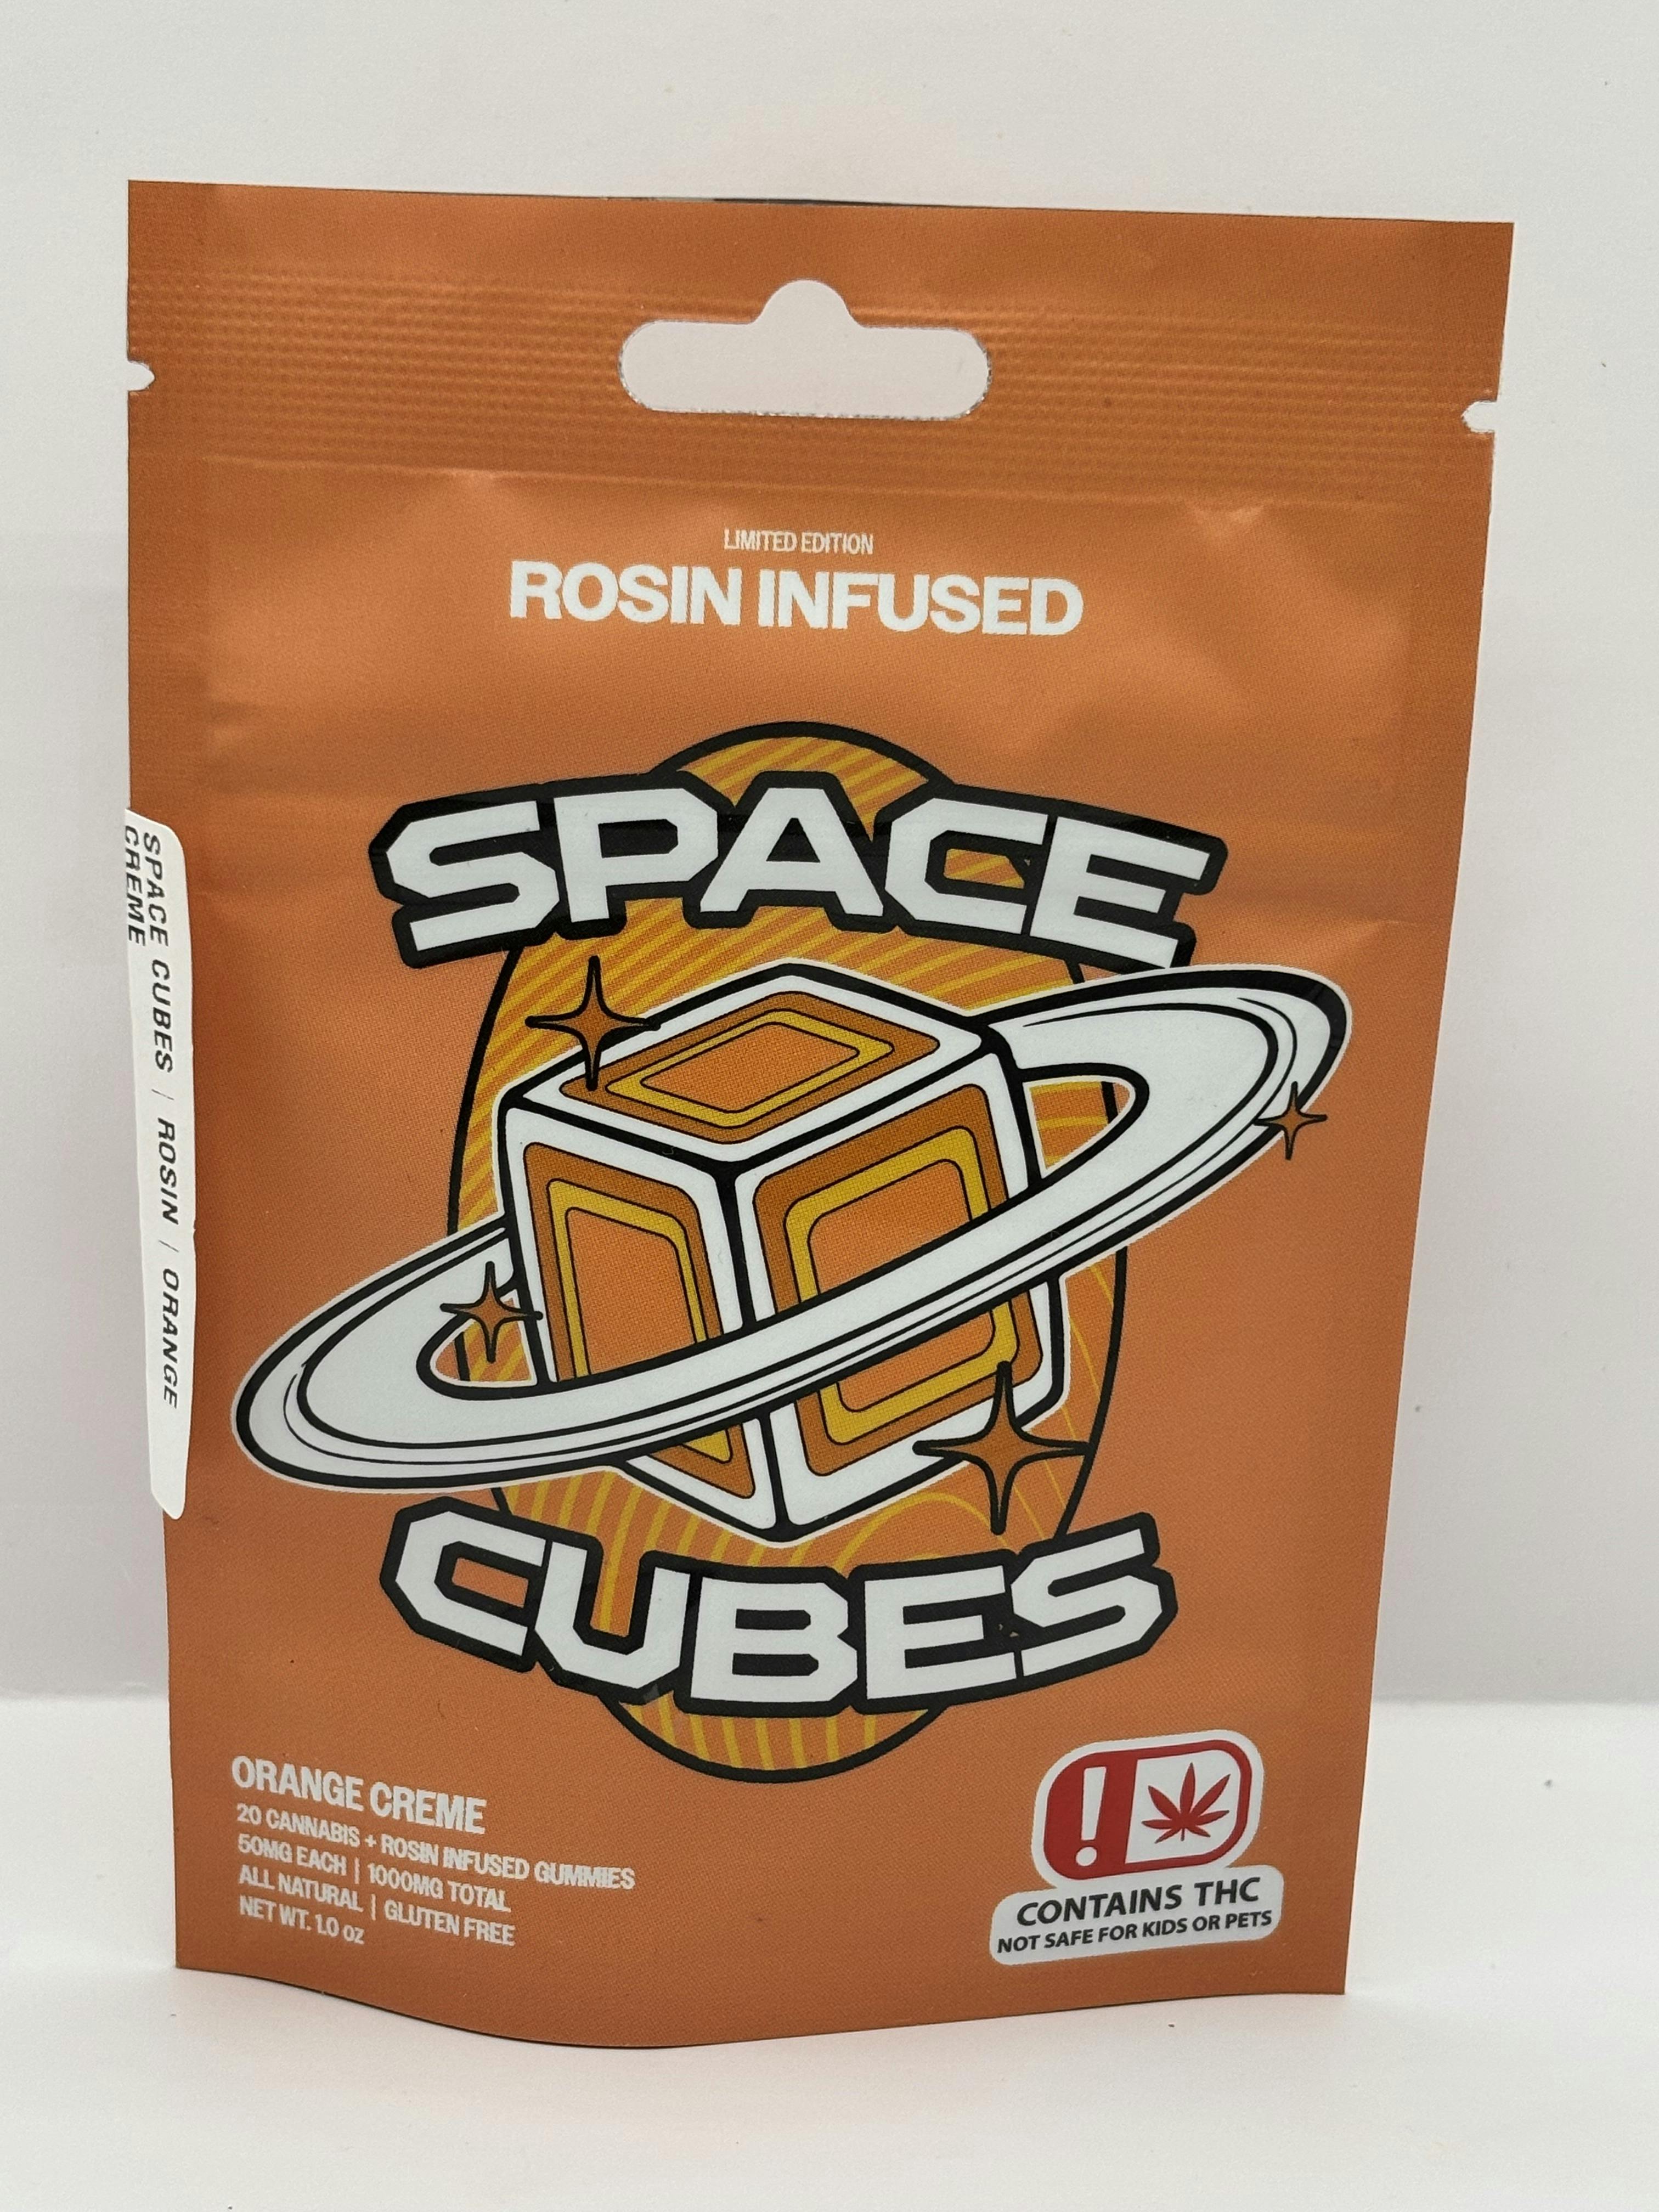 LIMITED EDITION
ROSIN INFUSED
SPACE
CUBES
SPACE CUBES | ROSIN | ORANGE
CREME
ORANGE CREME
20 CANNABIS + ROSIN INFUSED GUMMIES
50MG EACH | 1000MG TOTAL
ALL NATURAL | GLUTEN FREE
NET WT. 1.0 oz
!
CONTAINS THC
NOT SAFE FOR KIDS OR PETS